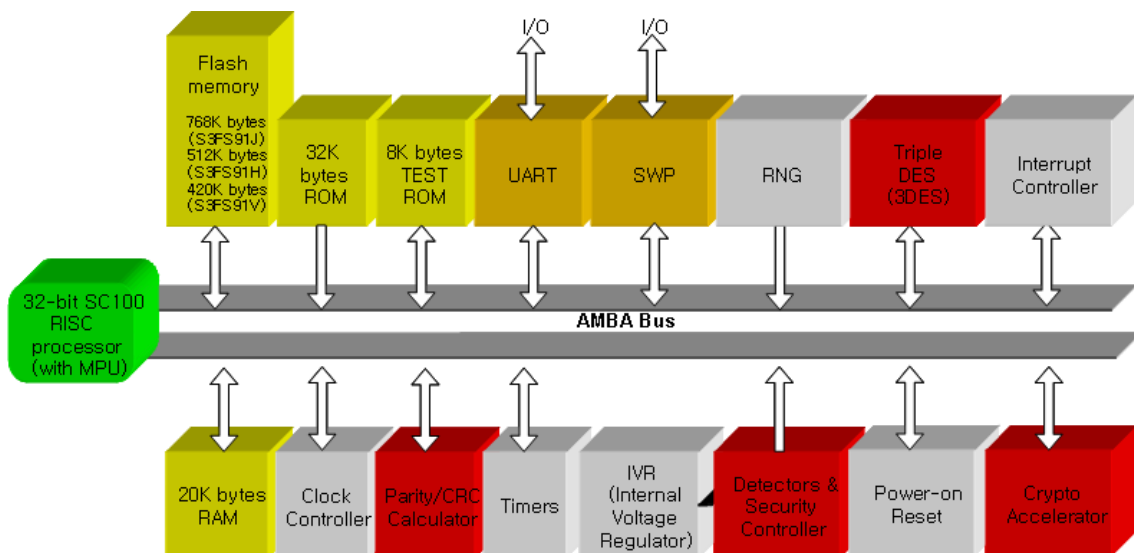 I/O
I/O
Flash
memory
768K bytes
(S3FS91J)
512K bytes
(S3FS91H)
420K bytes
(S3FS91V)
32K
bytes
ROM
8K bytes
TEST
ROM
UART
SWP
RNG
Triple
DES
(3DES)
Interrupt
Controller
32-bit SC100
RISC
processor
(with MPU)
AMBA Bus
20K bytes
RAM
Clock
Controller
Parity/CRC
Calculator
Timers
IVR
(Internal
Voltage
Regulator)
Detectors &
Security
Controller
Power-on
Reset
Crypto
Accelerator